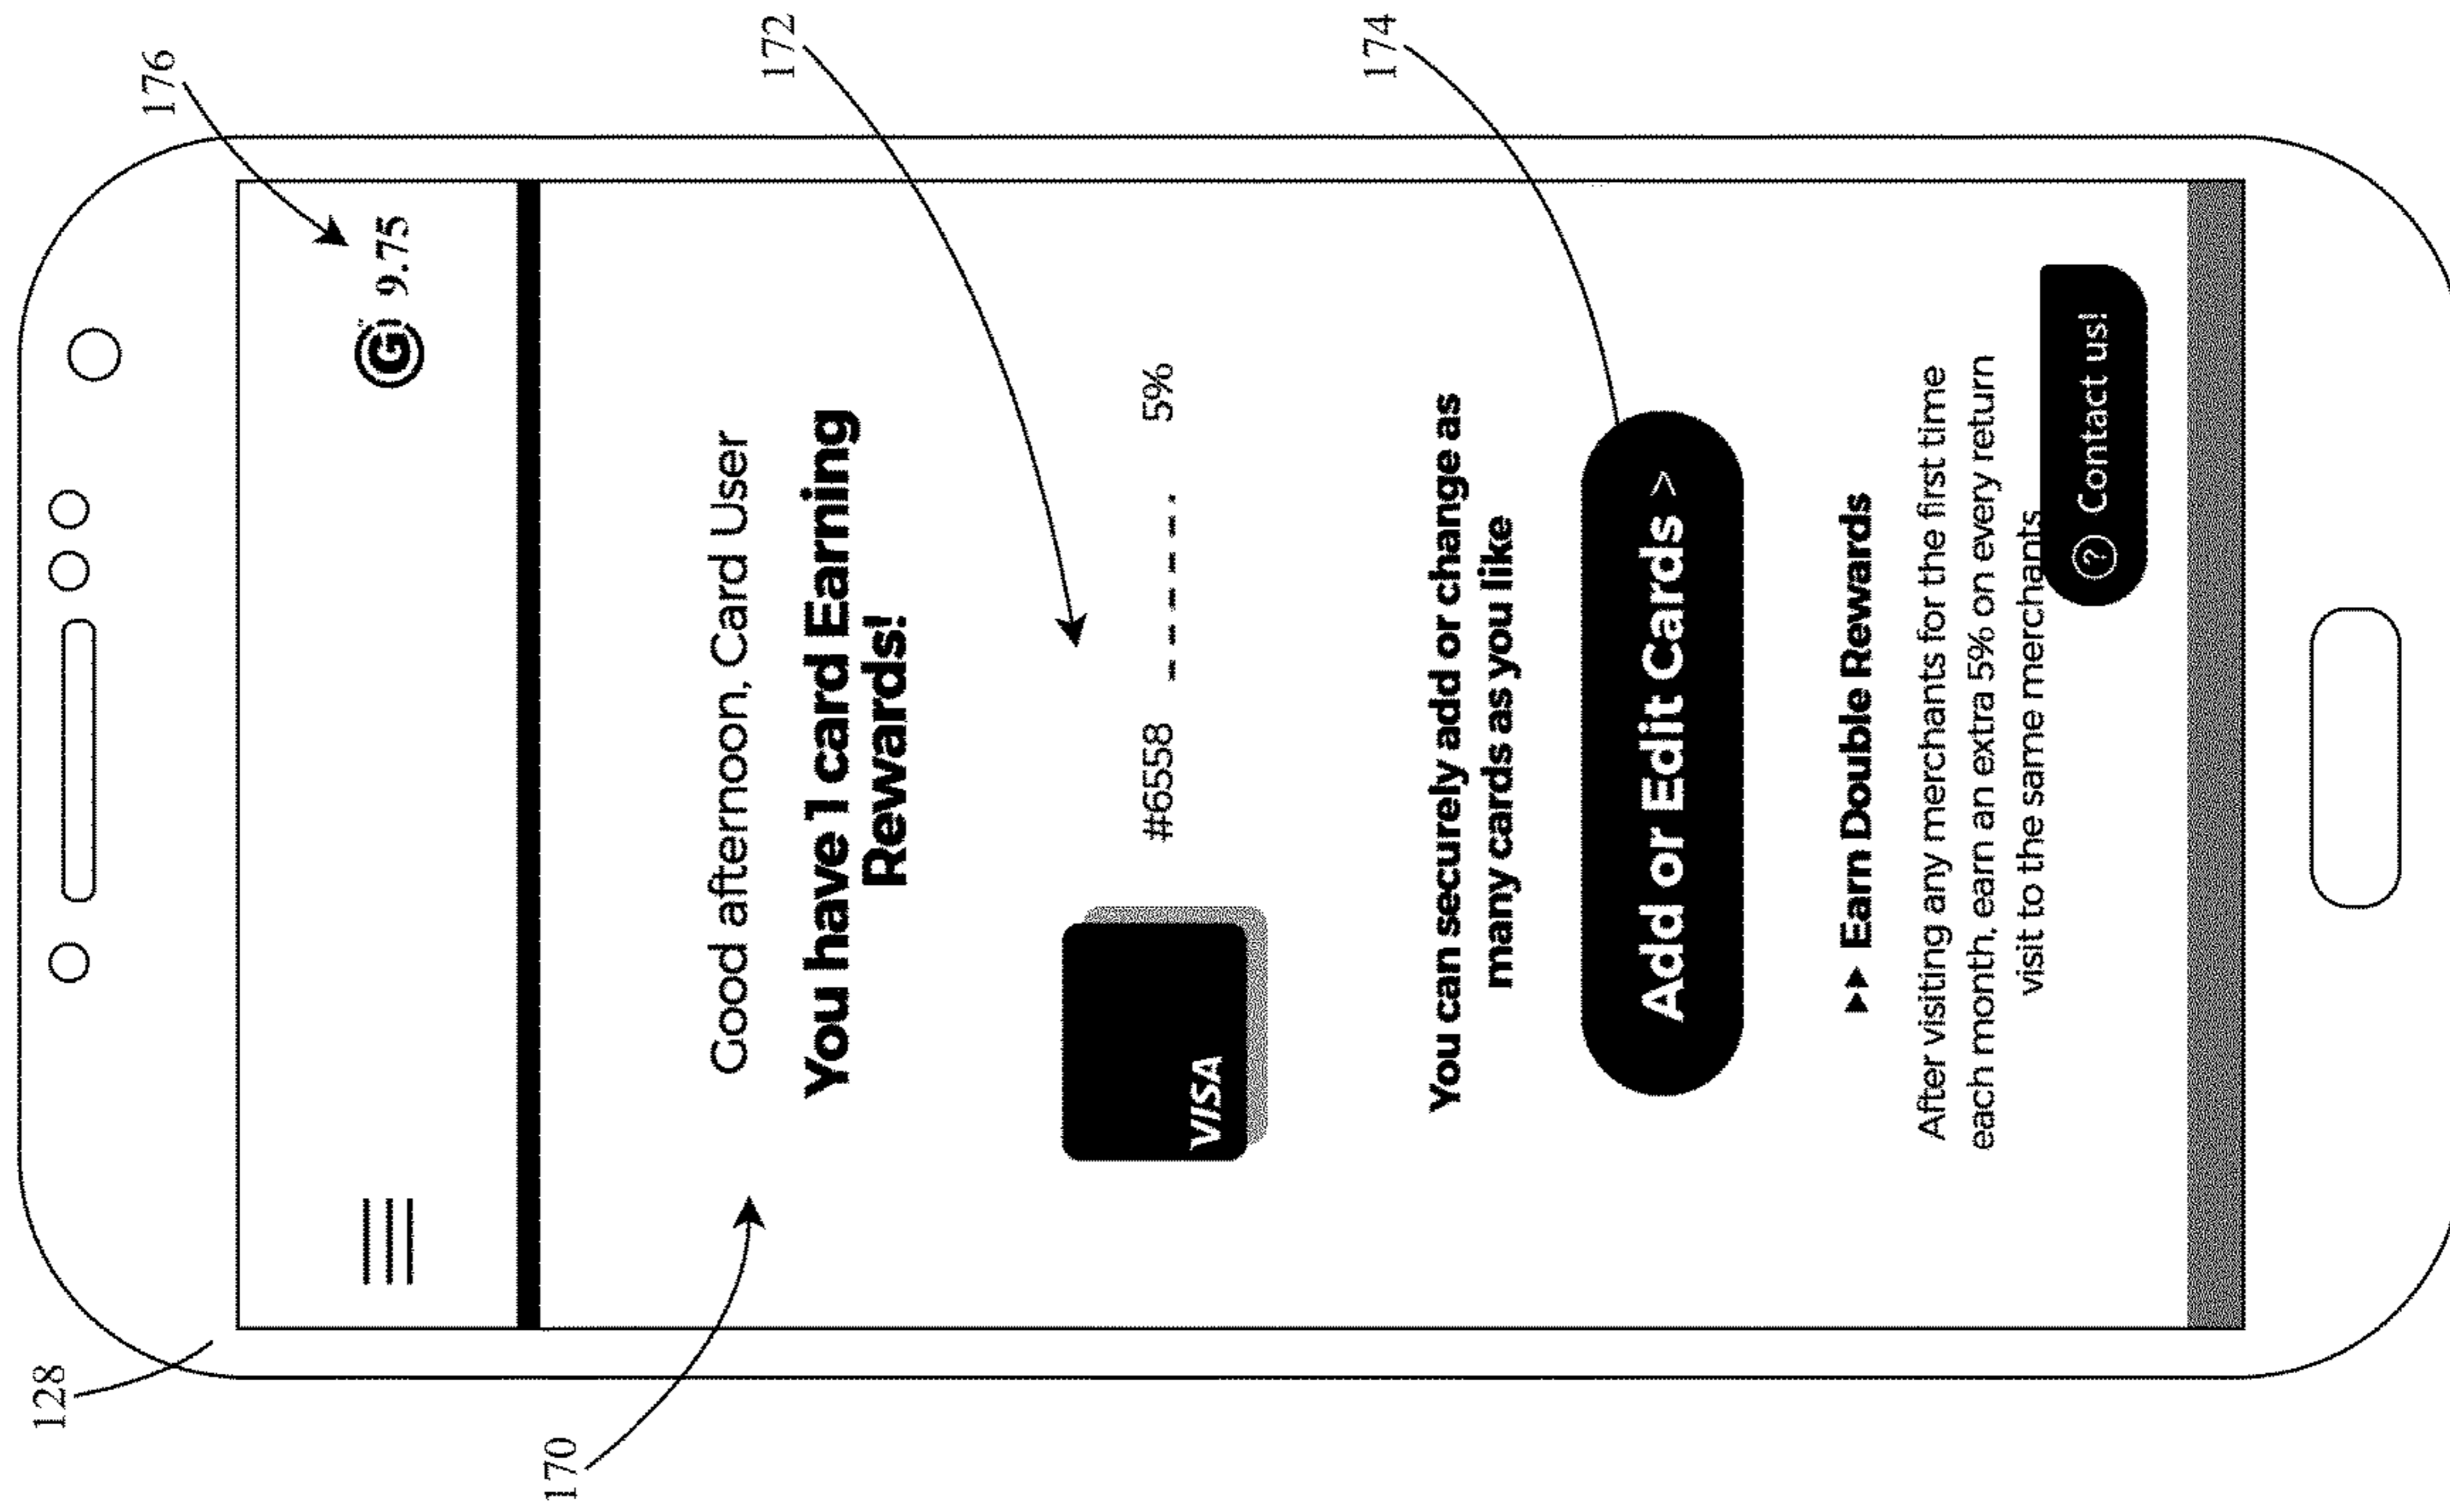 128
176
G 9.75
170
Good afternoon, Card User
You have 1 card Earning
Rewards!
172
VISA
#6558 ------. 5%
You can securely add or change as
many cards as you like
174
Add or Edit Cards >
▸▸ Earn Double Rewards
After visiting any merchants for the first time
each month, earn an extra 5% on every return
visit to the same merchants
? Contact us!